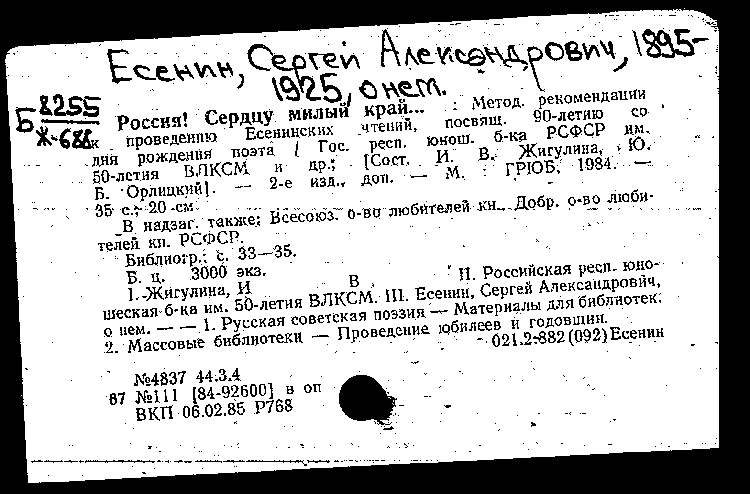 Есенин, Сергей Александрович, 1895-
1925, о нем.
Б 8255
Ж-688
Россия! Сердцу милый край... : Метод. рекомендации
к проведению Есенинских чтений, посвящ. 90-летию со
дня рождения поэта / Гос. респ. юнош. б-ка РСФСР им.
50-летия ВЛКСМ и др.; [Сост. И. В. Жигулина, Ю.
Б. Орлицкий]. — 2-е изд., доп. — М. : ГРЮБ, 1984. —
35 с.; 20 см
В надзаг. также: Всесоюз. о-во любителей кн., Добр. о-во люби-
телей кн. РСФСР.
Библиогр.: с. 33—35.
Б. ц. 3000 экз.
I. Жигулина, И В II. Российская респ. юно-
шеская б-ка им. 50-летия ВЛКСМ. III. Есенин, Сергей Александрович,
о нем. — — 1. Русская советская поэзия — Материалы для библиотек.
2. Массовые библиотеки — Проведение юбилеев и годовщин.
021.2:882(092)Есенин
№4837 44.3.4
87 №111 [84-92600] в оп
ВКП 06.02.85 Р768